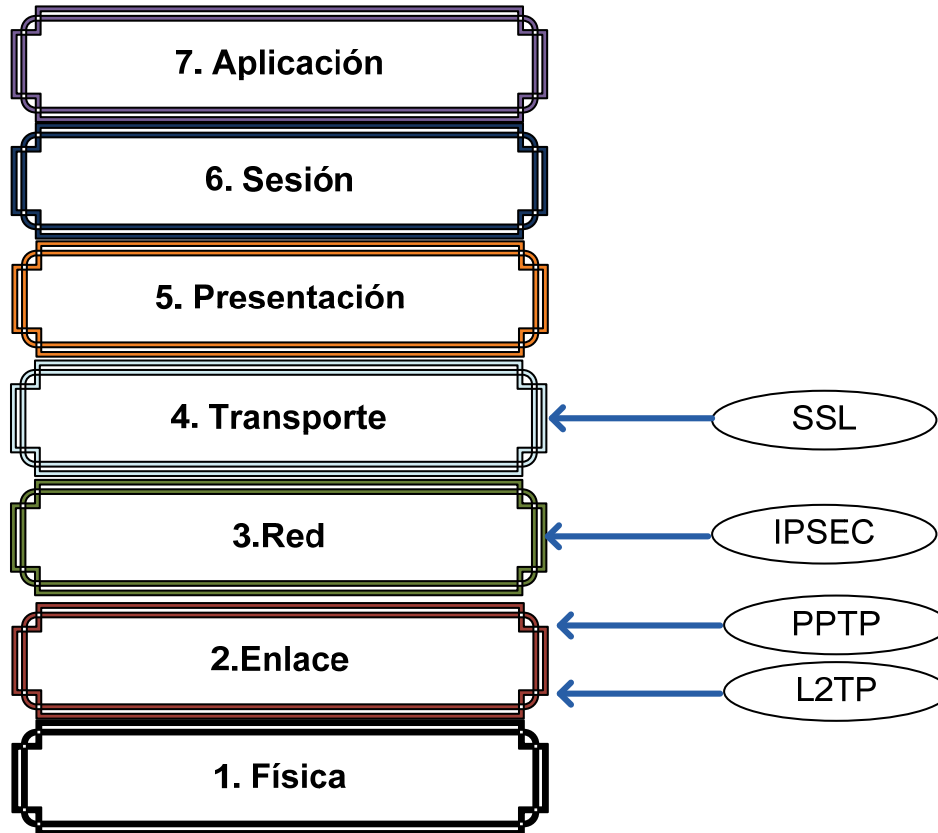 7. Aplicación
6. Sesión
5. Presentación
4. Transporte
SSL
3.Red
IPSEC
2.Enlace
PPTP
L2TP
1. Física